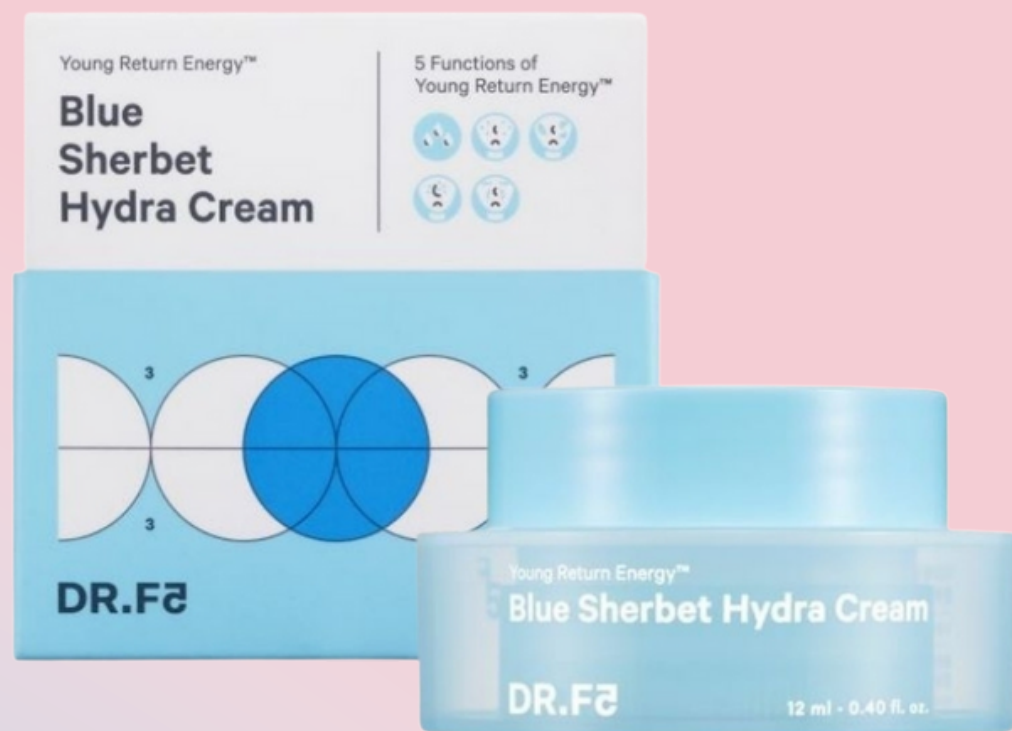 Young Return Energy™
Blue
Sherbet
Hydra Cream
5 Functions of
Young Return Energy™
3
3
3
DR.F5
Young Return Energy™
Blue Sherbet Hydra Cream
DR.F5
12 ml - 0.40 fl. oz.